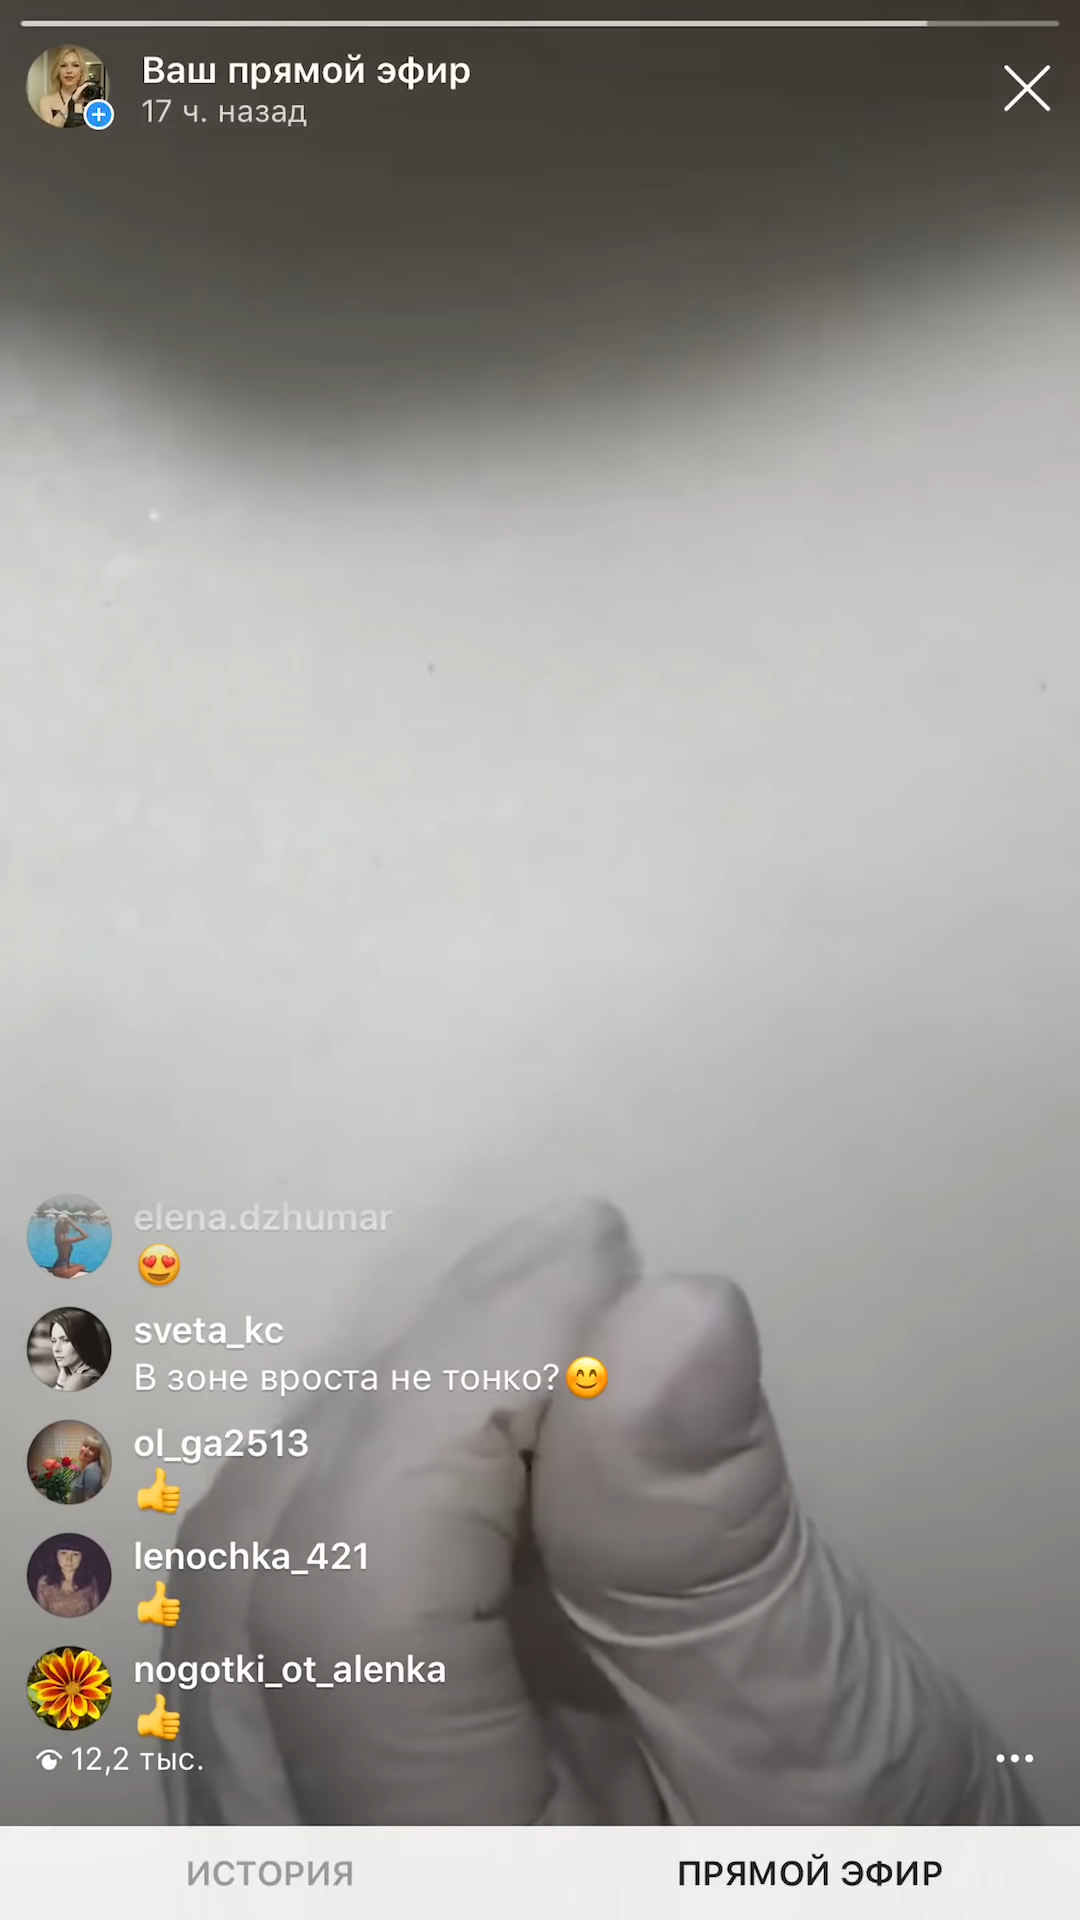 Ваш прямой эфир
17 ч. назад
elena.dzhumar
😍
sveta_kc
В зоне вроста не тонко?😊
ol_ga2513
👍
lenochka_421
👍
nogotki_ot_alenka
👍
12,2 тыс.
ИСТОРИЯ
ПРЯМОЙ ЭФИР